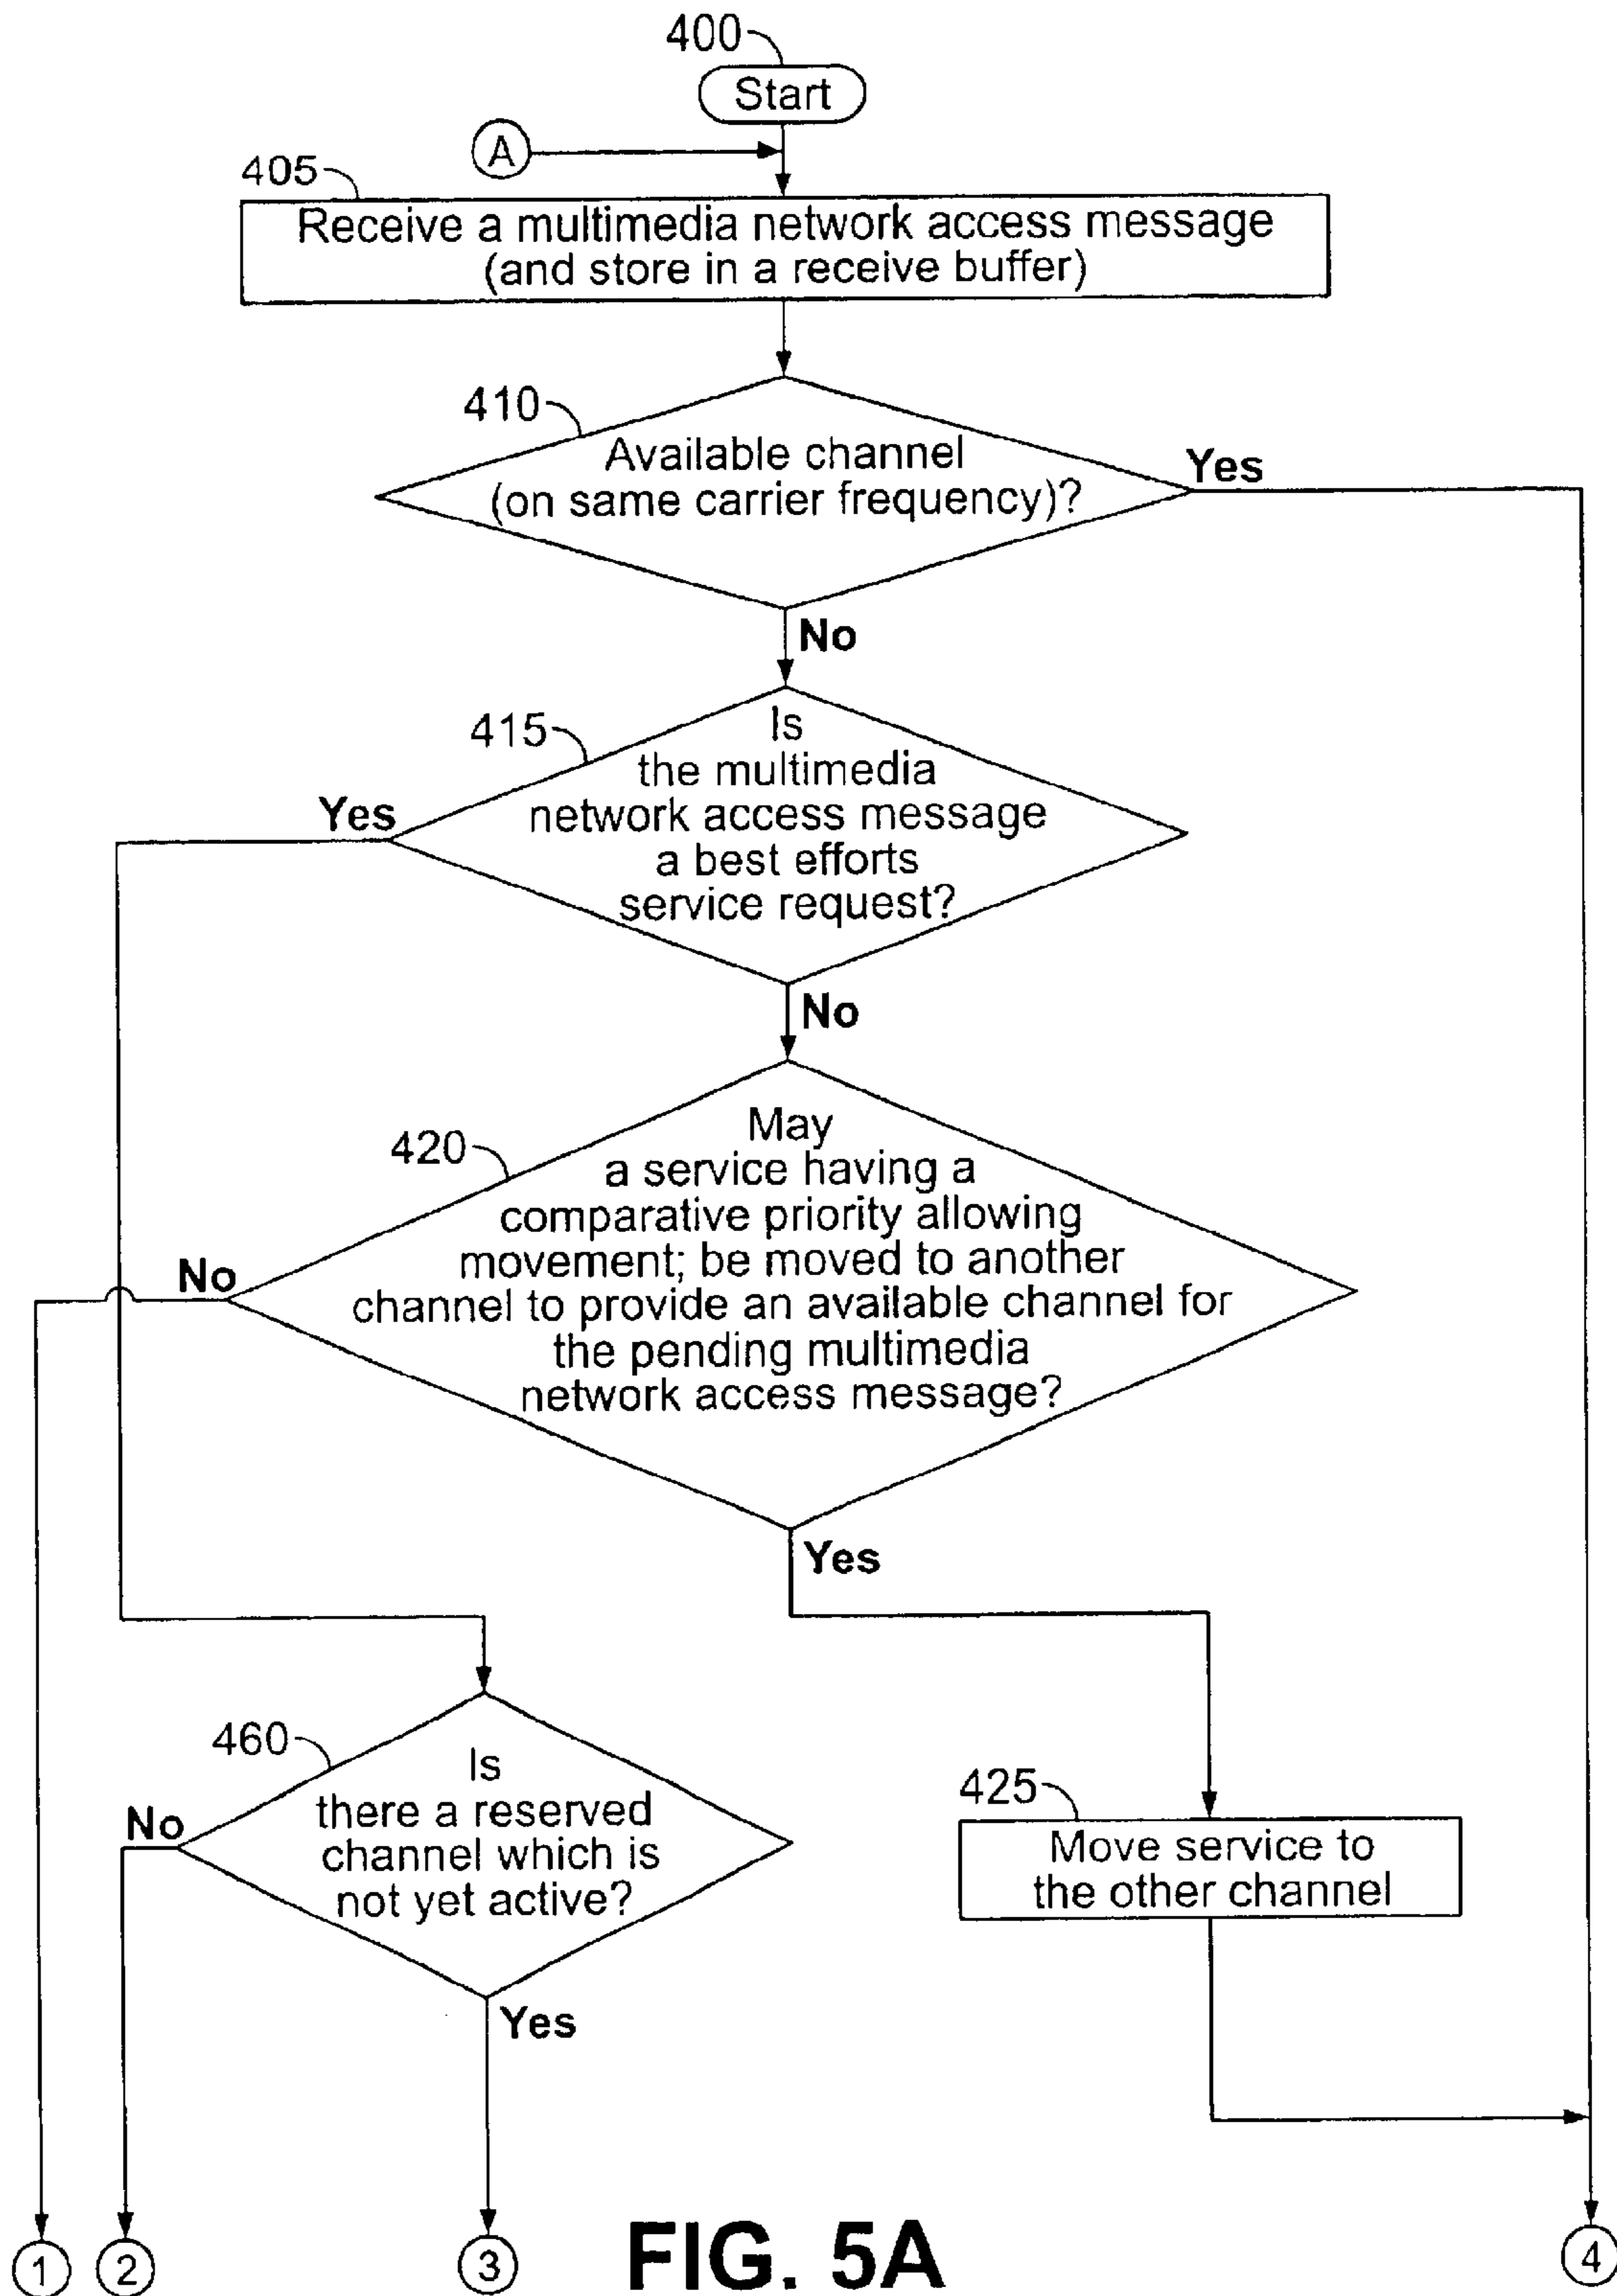 400
Start
A
405
Receive a multimedia network access message
(and store in a receive buffer)
410
Available channel
(on same carrier frequency)?
Yes
No
415
Is
the multimedia
network access message
a best efforts
service request?
Yes
No
420
May
a service having a
comparative priority allowing
movement; be moved to another
channel to provide an available channel for
the pending multimedia
network access message?
No
Yes
460
Is
there a reserved
channel which is
not yet active?
No
Yes
425
Move service to
the other channel
1
2
3
4
FIG. 5A